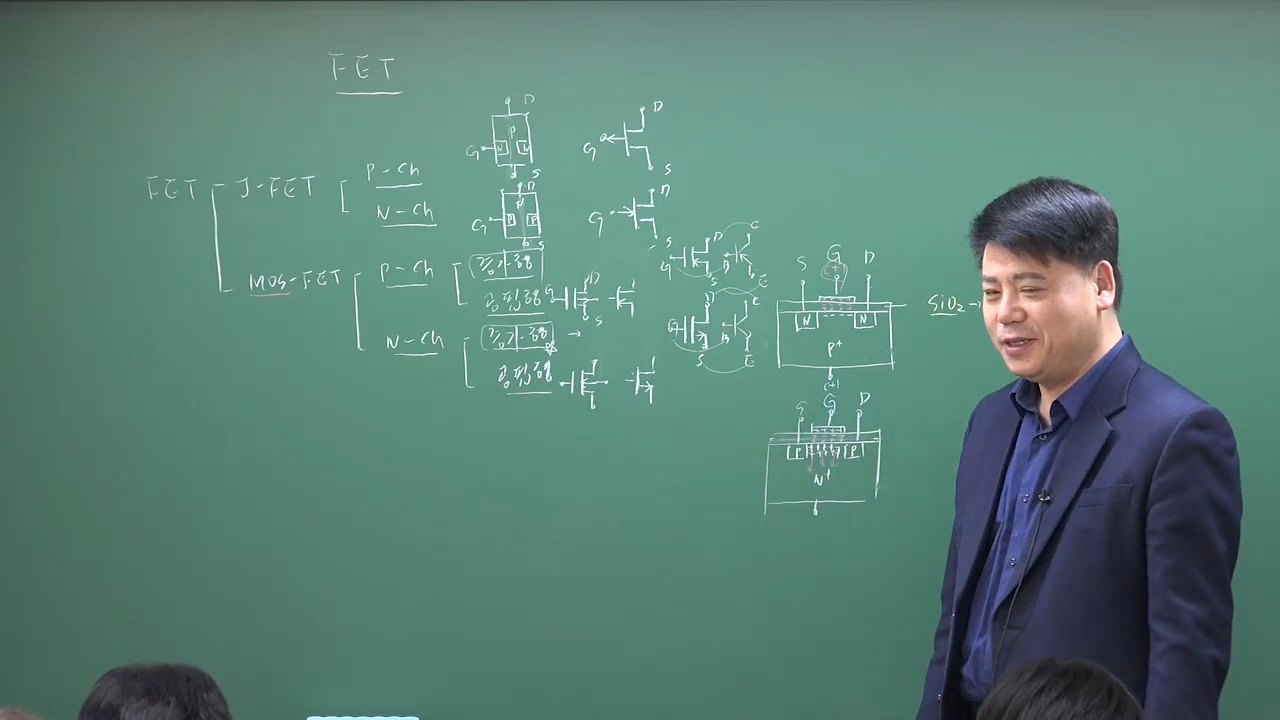 FET
FET
J-FET
P-ch
N-ch
MOS-FET
P-ch
증가형
공핍형
N-ch
증가형
공핍형
D
P
G
N
N
S
D
G
S
D
N
G
P
P
S
D
G
S
G
D
S
S
D
G
S
C
B
E
D
G
S
C
B
E
S
G
D
N
N
P+
SiO2
G
D
P
P
N+